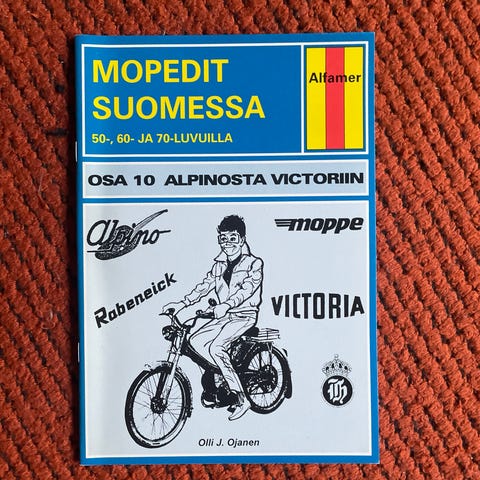 MOPEDIT
SUOMESSA
50-, 60- JA 70-LUVUILLA
Alfamer
OSA 10 ALPINOSTA VICTORIIN
Alpino
moppe
Rabeneick
VICTORIA
Olli J. Ojanen